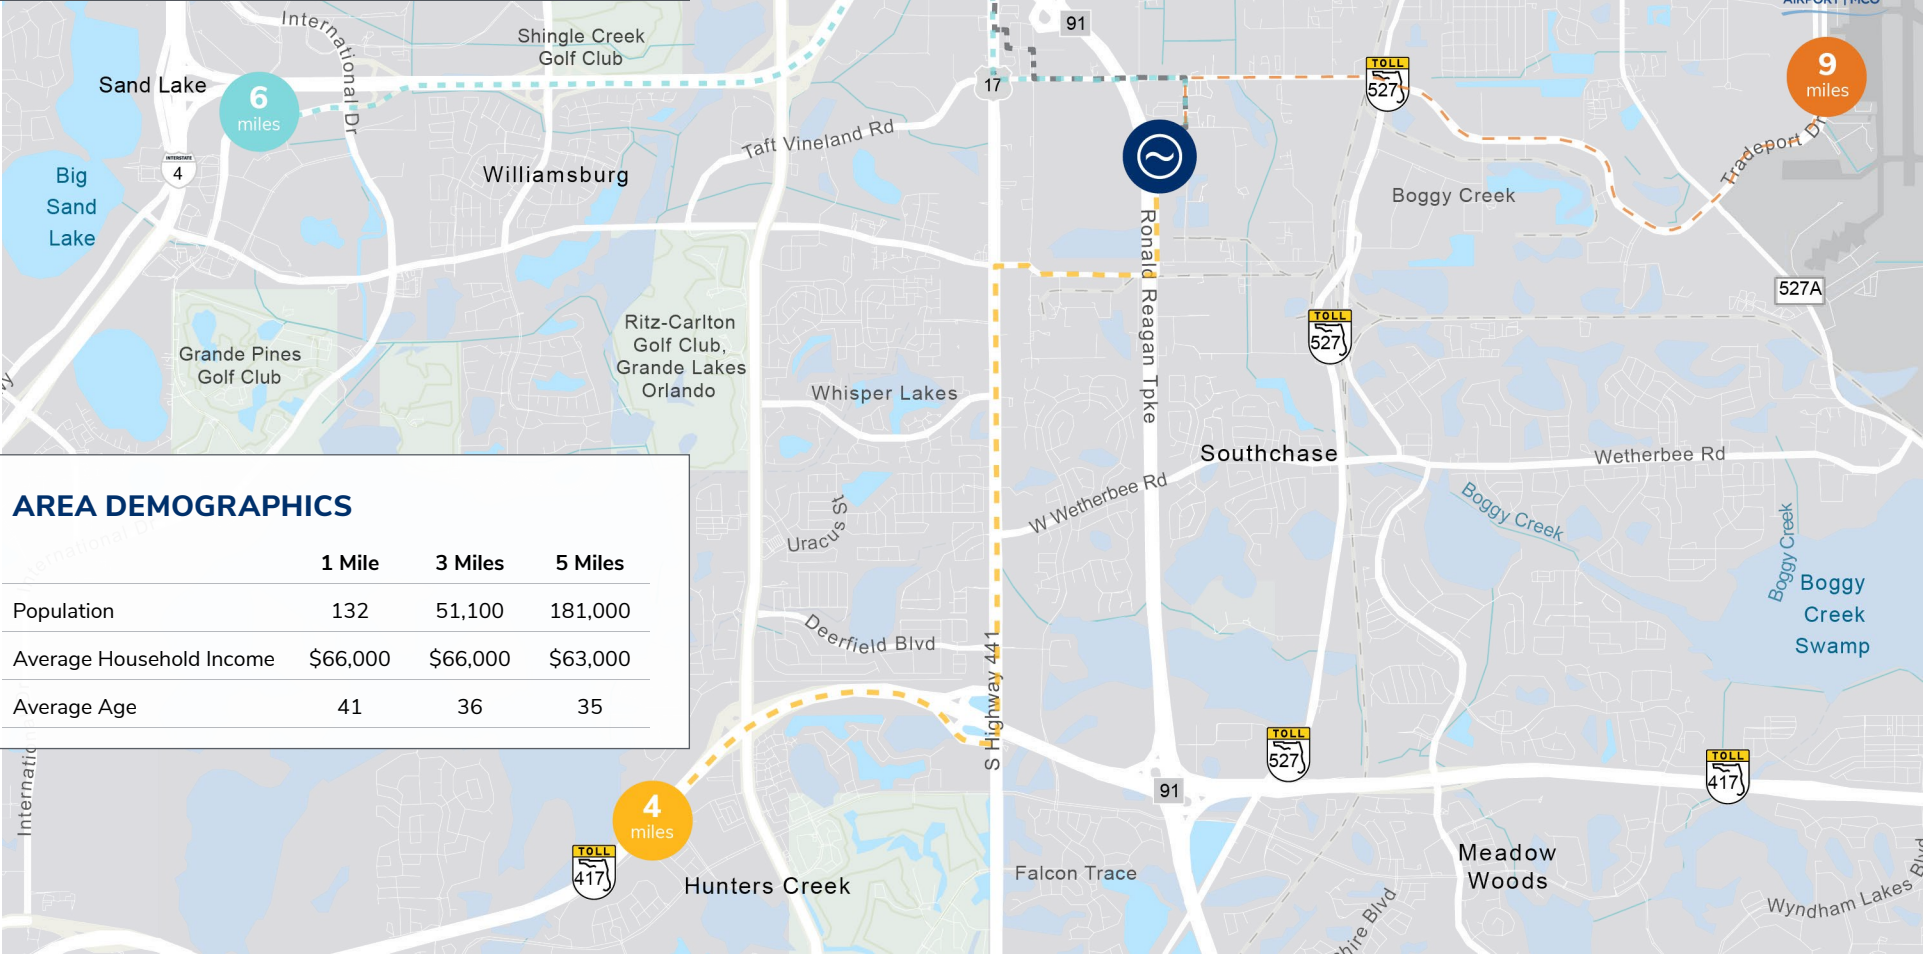 AIRPORT | MCO
91
International Dr
Shingle Creek
Golf Club
TOLL
527
9
miles
Sand Lake
6
miles
17
Taft Vineland Rd
Tradeport Dr
INTERSTATE
4
Williamsburg
Big
Sand
Lake
Boggy Creek
Ronald Reagan Tpke
527A
TOLL
527
Ritz-Carlton
Golf Club,
Grande Lakes
Orlando
Grande Pines
Golf Club
Whisper Lakes
Southchase
Wetherbee Rd
W Wetherbee Rd
Uracus St
Boggy Creek
Boggy Creek
Boggy
Creek
Swamp
AREA DEMOGRAPHICS
International Dr
1 Mile 3 Miles 5 Miles
Population 132 51,100 181,000
Average Household Income $66,000 $66,000 $63,000
Average Age 41 36 35
Deerfield Blvd
S Highway 441
TOLL
527
TOLL
417
91
4
miles
TOLL
417
Hunters Creek
Falcon Trace
Meadow
Woods
Wyndham Lakes Blvd